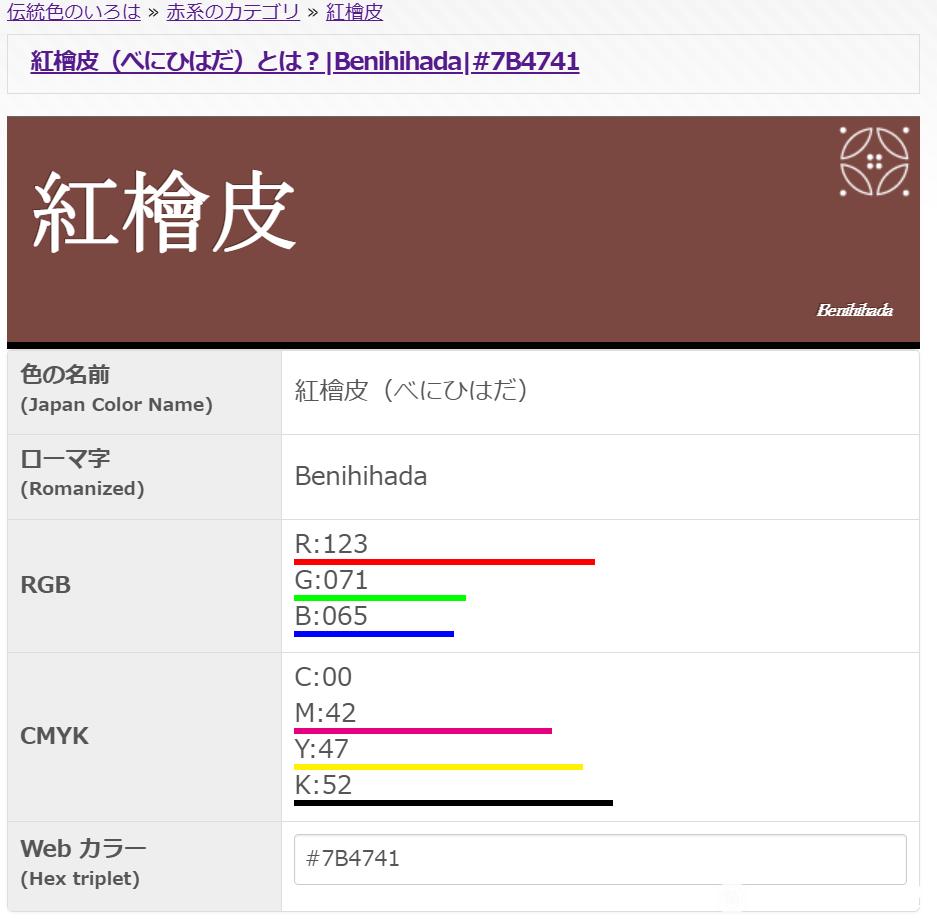 伝統色のいろは » 赤系のカテゴリ » 紅檜皮
紅檜皮（べにひはだ）とは？|Benihihada|#7B4741
紅檜皮
Benihihada
色の名前
(Japan Color Name)
紅檜皮（べにひはだ）
ローマ字
(Romanized)
Benihihada
RGB
R:123
G:071
B:065
CMYK
C:00
M:42
Y:47
K:52
Web カラー
(Hex triplet)
#7B4741